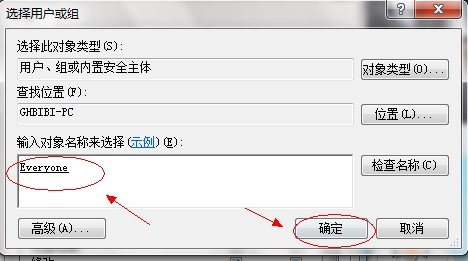 选择用户或组
选择此对象类型(S):
用户、组或内置安全主体
对象类型(O)...
查找位置(F):
GHBIBI-PC
位置(L)...
输入对象名称来选择(示例)(E):
Everyone
检查名称(C)
高级(A)...
确定
取消